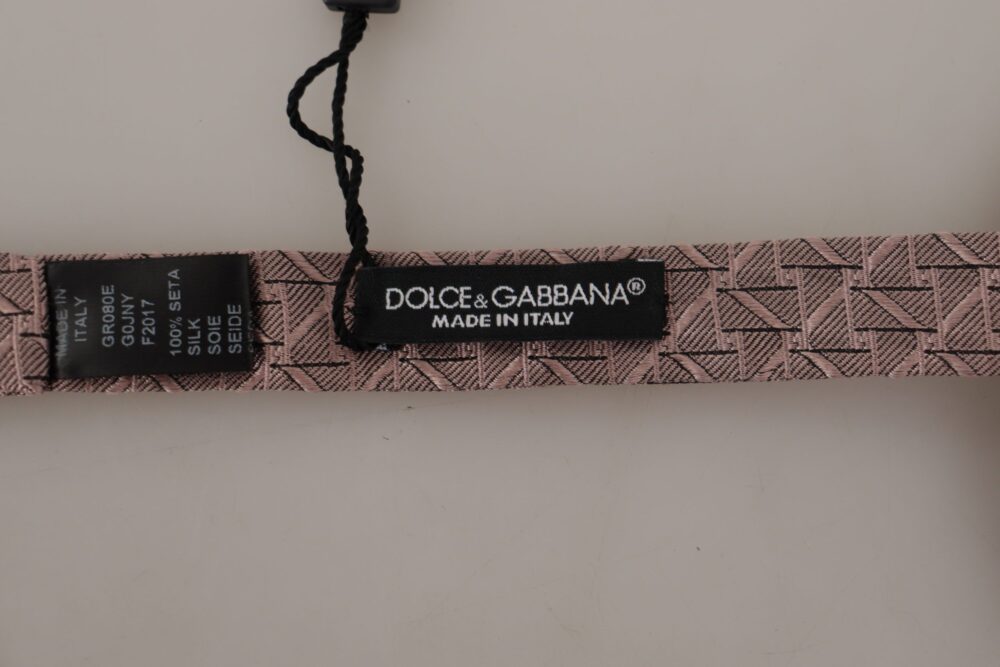 MADE IN
ITALY
GR080E
G0JNY
F2017
100% SETA
SILK
SOIE
SEIDE
DOLCE & GABBANA®
MADE IN ITALY